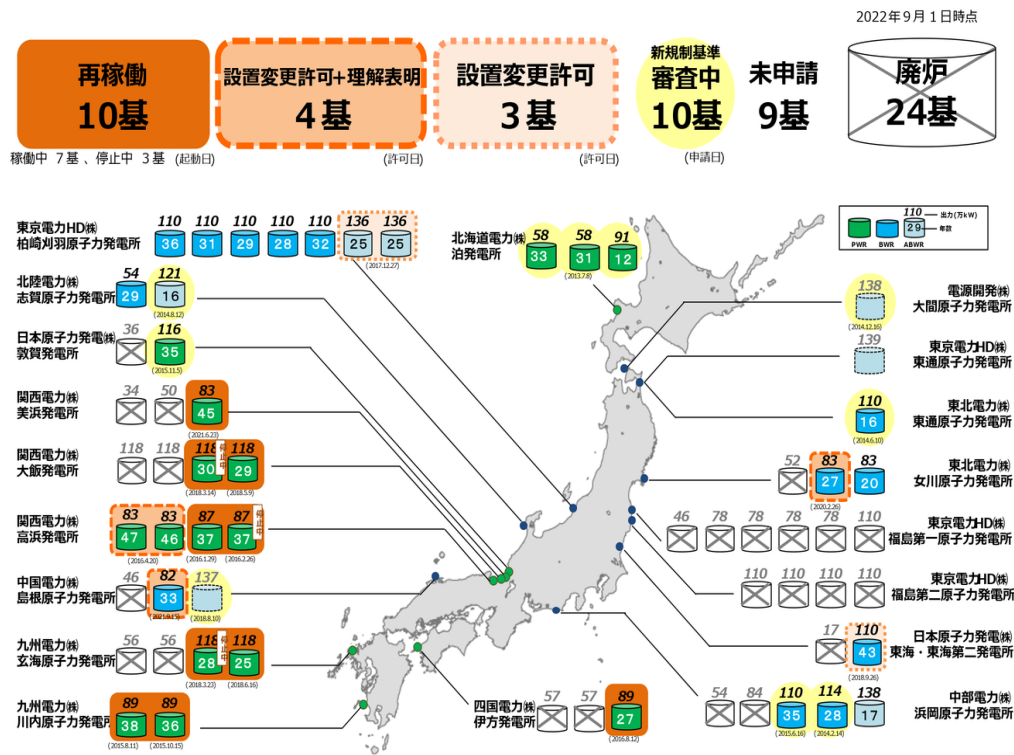 2022年9月1日時点
再稼働
10基
設置変更許可+理解表明
4基
設置変更許可
3基
新規制基準
審査中
10基
未申請
9基
廃炉
24基
稼働中 7基、停止中 3基 (起動日)
(許可日)
(許可日)
(申請日)
110
29
出力(万kW)
年数
PWR BWR ABWR
東京電力HD㈱
柏崎刈羽原子力発電所
110 110 110 110 110 136 136
36 31 29 28 32 25 25
(2017.12.27)
北陸電力㈱
志賀原子力発電所
54 121
29 16
(2014.8.12)
日本原子力発電㈱
敦賀発電所
36 116
35
(2015.11.5)
関西電力㈱
美浜発電所
34 50 83
45
(2021.6.23)
関西電力㈱
大飯発電所
118 118 118 118
停止中
30 29
(2018.3.14) (2018.5.9)
関西電力㈱
高浜発電所
83 83 87 87
停止中
47 46 37 37
(2016.4.20) (2016.1.29) (2016.2.26)
中国電力㈱
島根原子力発電所
46 82 137
33
(2021.9.15) (2018.8.10)
九州電力㈱
玄海原子力発電所
56 56 118 118
停止中
28 25
(2018.3.23) (2018.6.16)
九州電力㈱
川内原子力発電所
89 89
38 36
(2015.8.11) (2015.10.15)
北海道電力㈱
泊発電所
58 58 91
33 31 12
(2013.7.8)
四国電力㈱
伊方発電所
57 57 89
27
(2016.8.12)
138
電源開発㈱
大間原子力発電所
(2014.12.16)
139
東京電力HD㈱
東通原子力発電所
110
16
東北電力㈱
東通原子力発電所
(2014.6.10)
52 83 83
27 20
東北電力㈱
女川原子力発電所
(2020.2.26)
46 78 78 78 78 110
東京電力HD㈱
福島第一原子力発電所
110 110 110 110
東京電力HD㈱
福島第二原子力発電所
17 110
43
日本原子力発電㈱
東海・東海第二発電所
(2018.9.26)
54 84 110 114 138
35 28 17
中部電力㈱
浜岡原子力発電所
(2015.6.16) (2014.2.14)